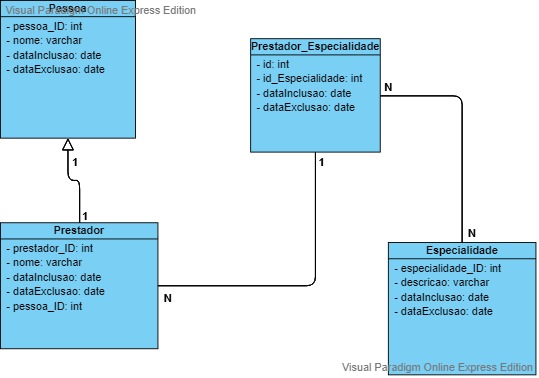 Visual Paradigm Online Express Edition
Pessoa
- pessoa_ID: int
- nome: varchar
- dataInclusao: date
- dataExclusao: date
Prestador_Especialidade
- id: int
- id_Especialidade: int
- dataInclusao: date
- dataExclusao: date
N
1
1
1
N
N
Prestador
- prestador_ID: int
- nome: varchar
- dataInclusao: date
- dataExclusao: date
- pessoa_ID: int
Especialidade
- especialidade_ID: int
- descricao: varchar
- dataInclusao: date
- dataExclusao: date
Visual Paradigm Online Express Edition